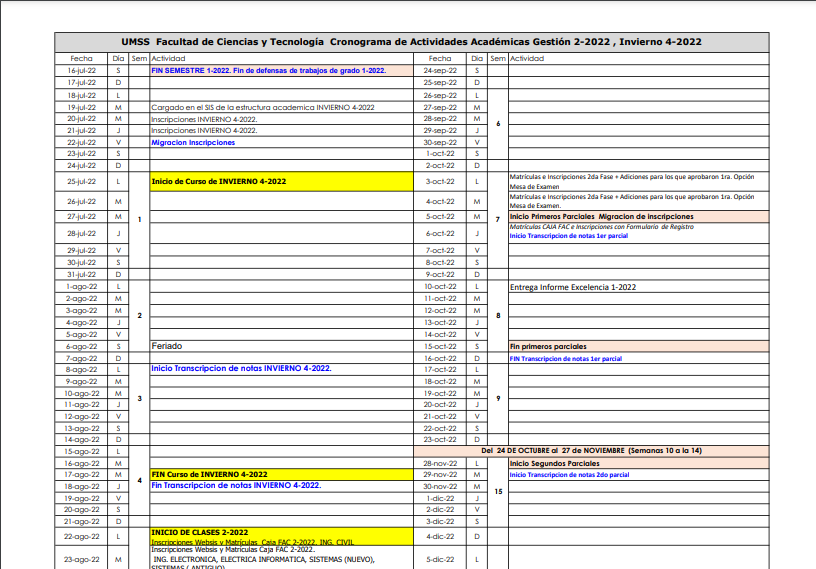 UMSS Facultad de Ciencias y Tecnología Cronograma de Actividades Académicas Gestión 2-2022 , Invierno 4-2022
Fecha Día Sem Actividad Fecha Día Sem Actividad
16-jul-22 S FIN SEMESTRE 1-2022. Fin de defensas de trabajos de grado 1-2022. 24-sep-22 S
17-jul-22 D 25-sep-22 D
18-jul-22 L 26-sep-22 L
19-jul-22 M Cargado en el SIS de la estructura academica INVIERNO 4-2022 27-sep-22 M
20-jul-22 M Inscripciones INVIERNO 4-2022. 28-sep-22 M 6
21-jul-22 J Inscripciones INVIERNO 4-2022. 29-sep-22 J
22-jul-22 V Migracion Inscripciones 30-sep-22 V
23-jul-22 S 1-oct-22 S
24-jul-22 D 2-oct-22 D
25-jul-22 L Inicio de Curso de INVIERNO 4-2022 3-oct-22 L Matrículas e Inscripciones 2da Fase + Adiciones para los que aprobaron 1ra. Opción
Mesa de Examen
26-jul-22 M 4-oct-22 M Matrículas e Inscripciones 2da Fase + Adiciones para los que aprobaron 1ra. Opción
Mesa de Examen.
27-jul-22 M 1 5-oct-22 M 7 Inicio Primeros Parciales Migracion de inscripciones
28-jul-22 J 6-oct-22 J Matrículas CAJA FAC e Inscripciones con Formulario de Registro
Inicio Transcripcion de notas 1er parcial
29-jul-22 V 7-oct-22 V
30-jul-22 S 8-oct-22 S
31-jul-22 D 9-oct-22 D
1-ago-22 L 10-oct-22 L Entrega Informe Excelencia 1-2022
2-ago-22 M 11-oct-22 M
3-ago-22 M 2 12-oct-22 M 8
4-ago-22 J 13-oct-22 J
5-ago-22 V 14-oct-22 V
6-ago-22 S Feriado 15-oct-22 S Fin primeros parciales
7-ago-22 D 16-oct-22 D FIN Transcripcion de notas 1er parcial
8-ago-22 L Inicio Transcripcion de notas INVIERNO 4-2022. 17-oct-22 L
9-ago-22 M 18-oct-22 M
10-ago-22 M 3 19-oct-22 M 9
11-ago-22 J 20-oct-22 J
12-ago-22 V 21-oct-22 V
13-ago-22 S 22-oct-22 S
14-ago-22 D 23-oct-22 D
15-ago-22 L Del 24 DE OCTUBRE al 27 de NOVIEMBRE (Semanas 10 a la 14)
16-ago-22 M 28-nov-22 L Inicio Segundos Parciales
17-ago-22 M 4 FIN Curso de INVIERNO 4-2022 29-nov-22 M Inicio Transcripcion de notas 2do parcial
18-ago-22 J Fin Transcripcion de notas INVIERNO 4-2022. 30-nov-22 M 15
19-ago-22 V 1-dic-22 J
20-ago-22 S 2-dic-22 V
21-ago-22 D 3-dic-22 S
22-ago-22 L INICIO DE CLASES 2-2022 4-dic-22 D
Inscripciones Websis y Matrículas Caja FAC 2-2022. ING. CIVIL
23-ago-22 M Inscripciones Websis y Matrículas Caja FAC 2-2022. 5-dic-22 L
ING. ELECTRONICA, ELECTRICA INFORMATICA, SISTEMAS (NUEVO),
SISTEMAS ( ANTIGUO)